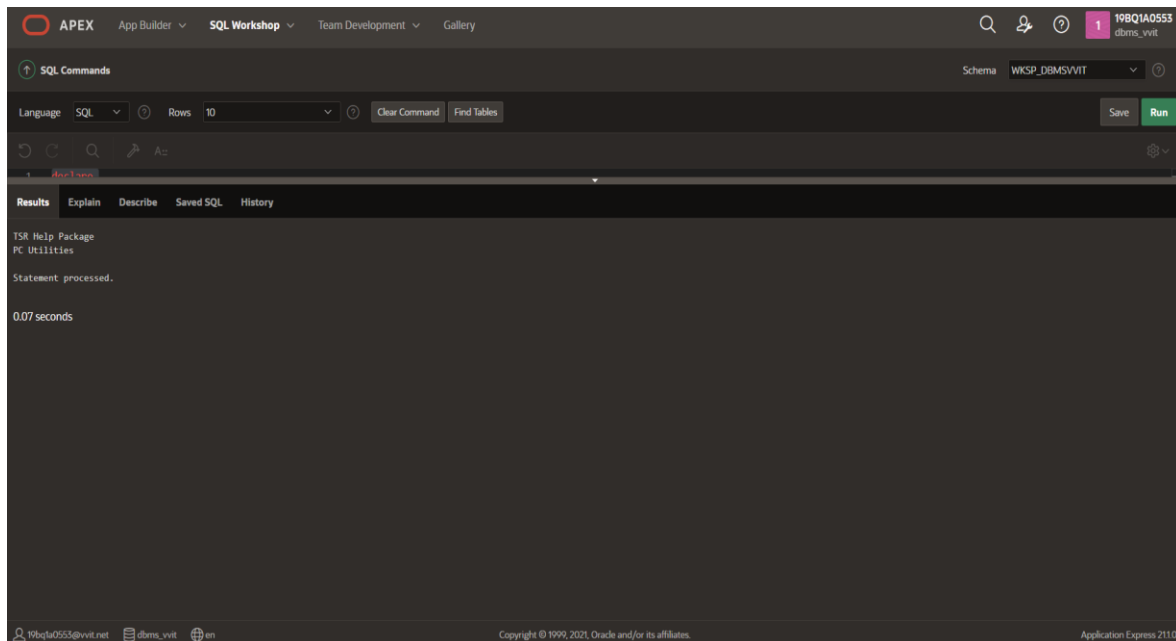 APEX App Builder SQL Workshop Team Development Gallery 1 19BQ1A0553
dbms_vvit
SQL Commands Schema WKSP_DBMSVVIT
Language SQL Rows 10 Clear Command Find Tables Save Run
A::
1 declare
Results Explain Describe Saved SQL History
TSR Help Package
PC Utilities
Statement processed.
0.07 seconds
19bq1a0553@vvit.net dbms_vvit en Copyright © 1999, 2021, Oracle and/or its affiliates. Application Express 21.1.0